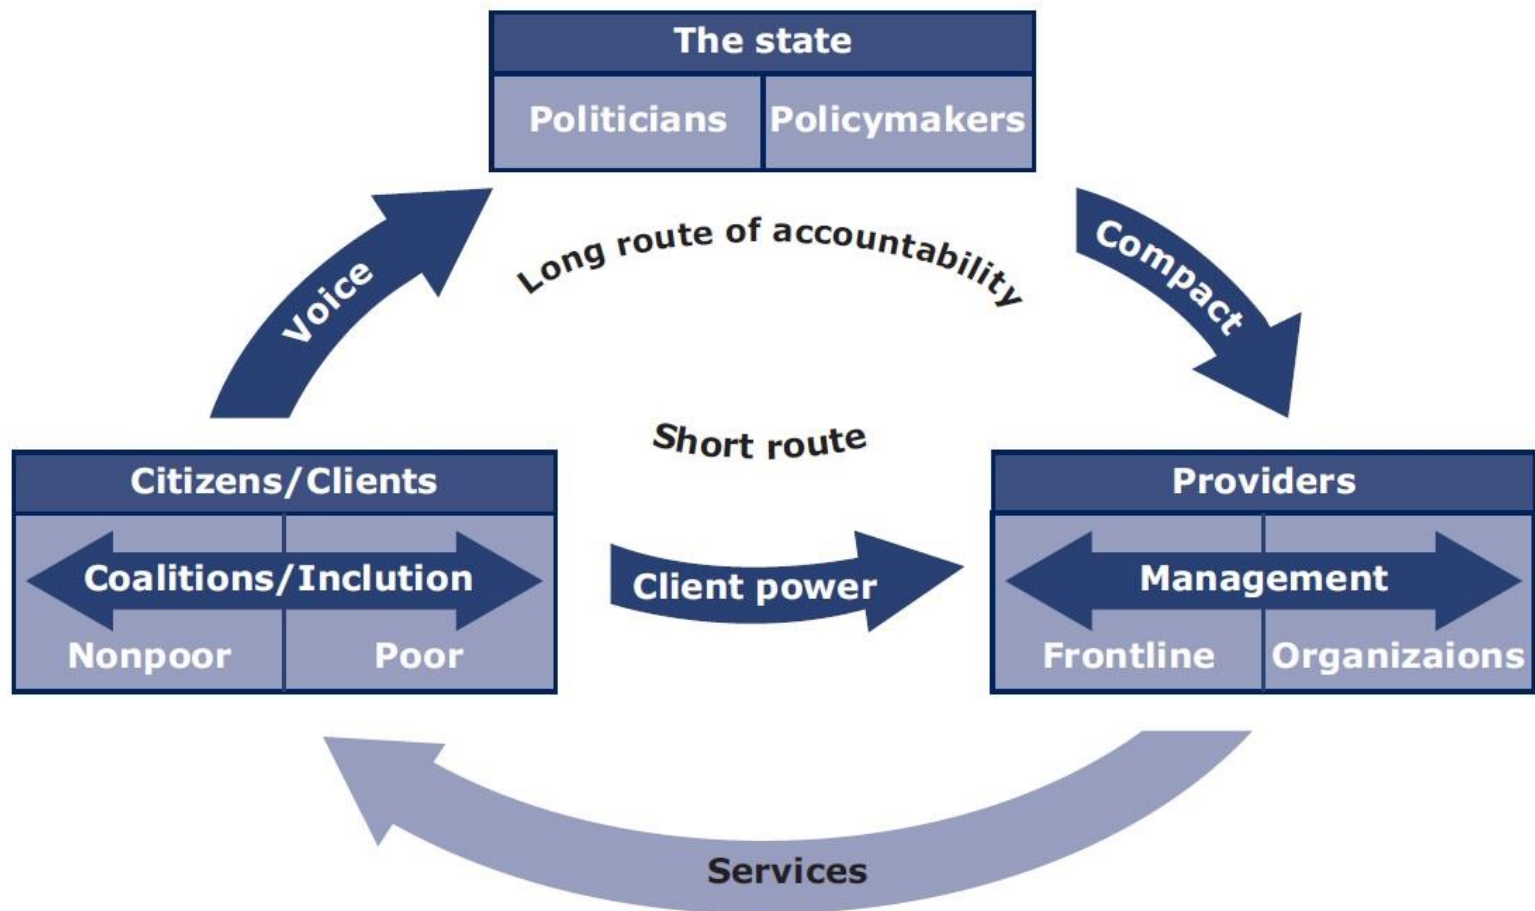 The state
Politicians
Policymakers
Long route of accountability
Voice
Compact
Short route
Citizens/Clients
Coalitions/Inclution
Nonpoor
Poor
Client power
Providers
Management
Frontline
Organizaions
Services